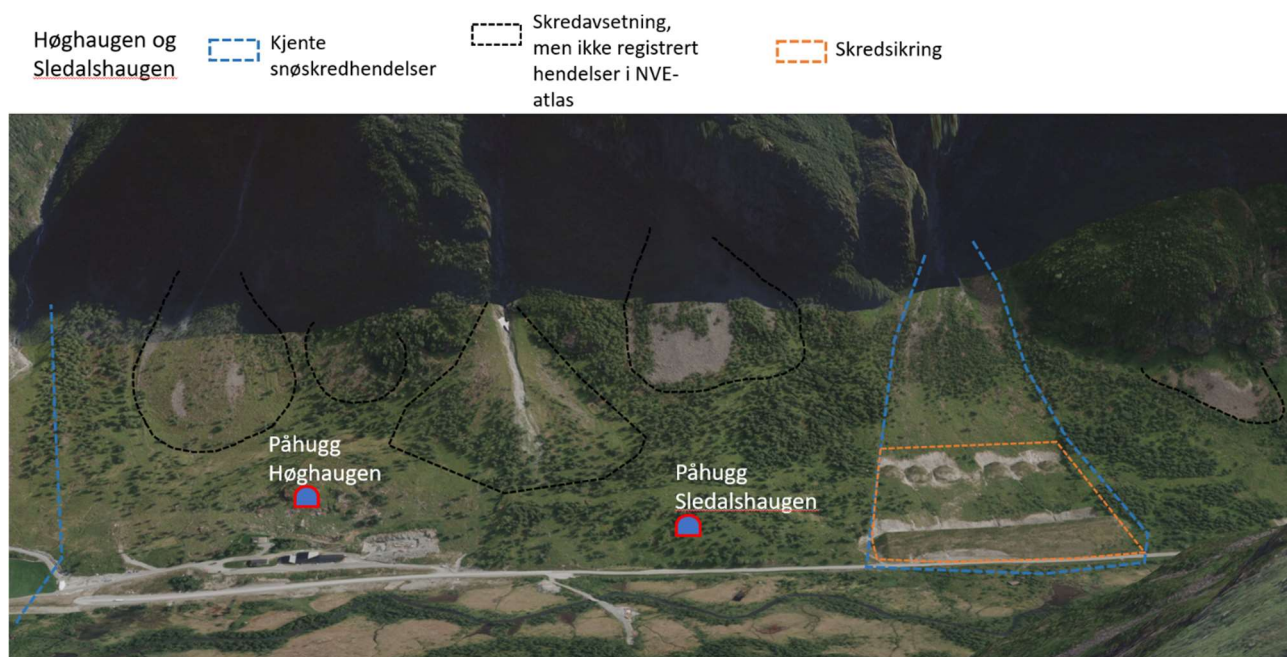 Høghaugen og
Sledalshaugen
Kjente
snøskredhendelser
Skredavsetning,
men ikke registrert
hendelser i NVE-
atlas
Skredsikring
Påhugg
Høghaugen
Påhugg
Sledalshaugen